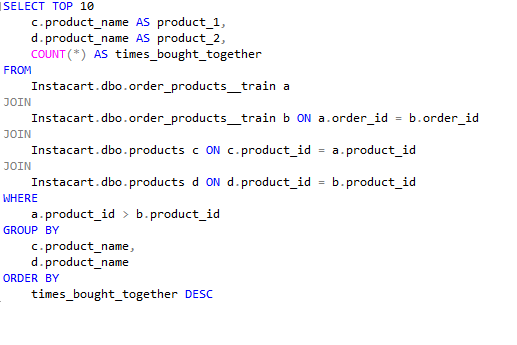 SELECT TOP 10
    c.product_name AS product_1,
    d.product_name AS product_2,
    COUNT(*) AS times_bought_together
FROM
    Instacart.dbo.order_products__train a
JOIN
    Instacart.dbo.order_products__train b ON a.order_id = b.order_id
JOIN
    Instacart.dbo.products c ON c.product_id = a.product_id
JOIN
    Instacart.dbo.products d ON d.product_id = b.product_id
WHERE
    a.product_id > b.product_id
GROUP BY
    c.product_name,
    d.product_name
ORDER BY
    times_bought_together DESC